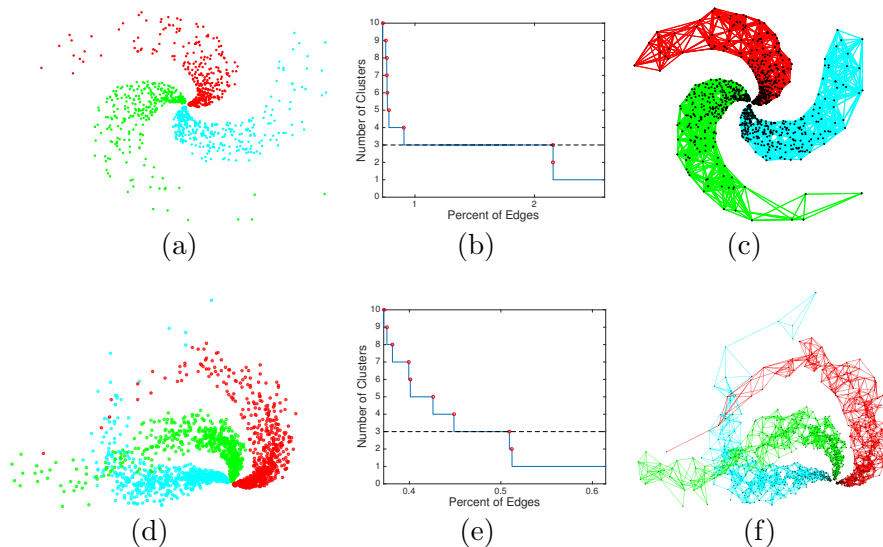 10
9
8
7
6
5
4
3
2
1
0
Number of Clusters
1
2
Percent of Edges
(a)
(b)
(c)
10
9
8
7
6
5
4
3
2
1
0
Number of Clusters
0.4
0.5
0.6
Percent of Edges
(d)
(e)
(f)